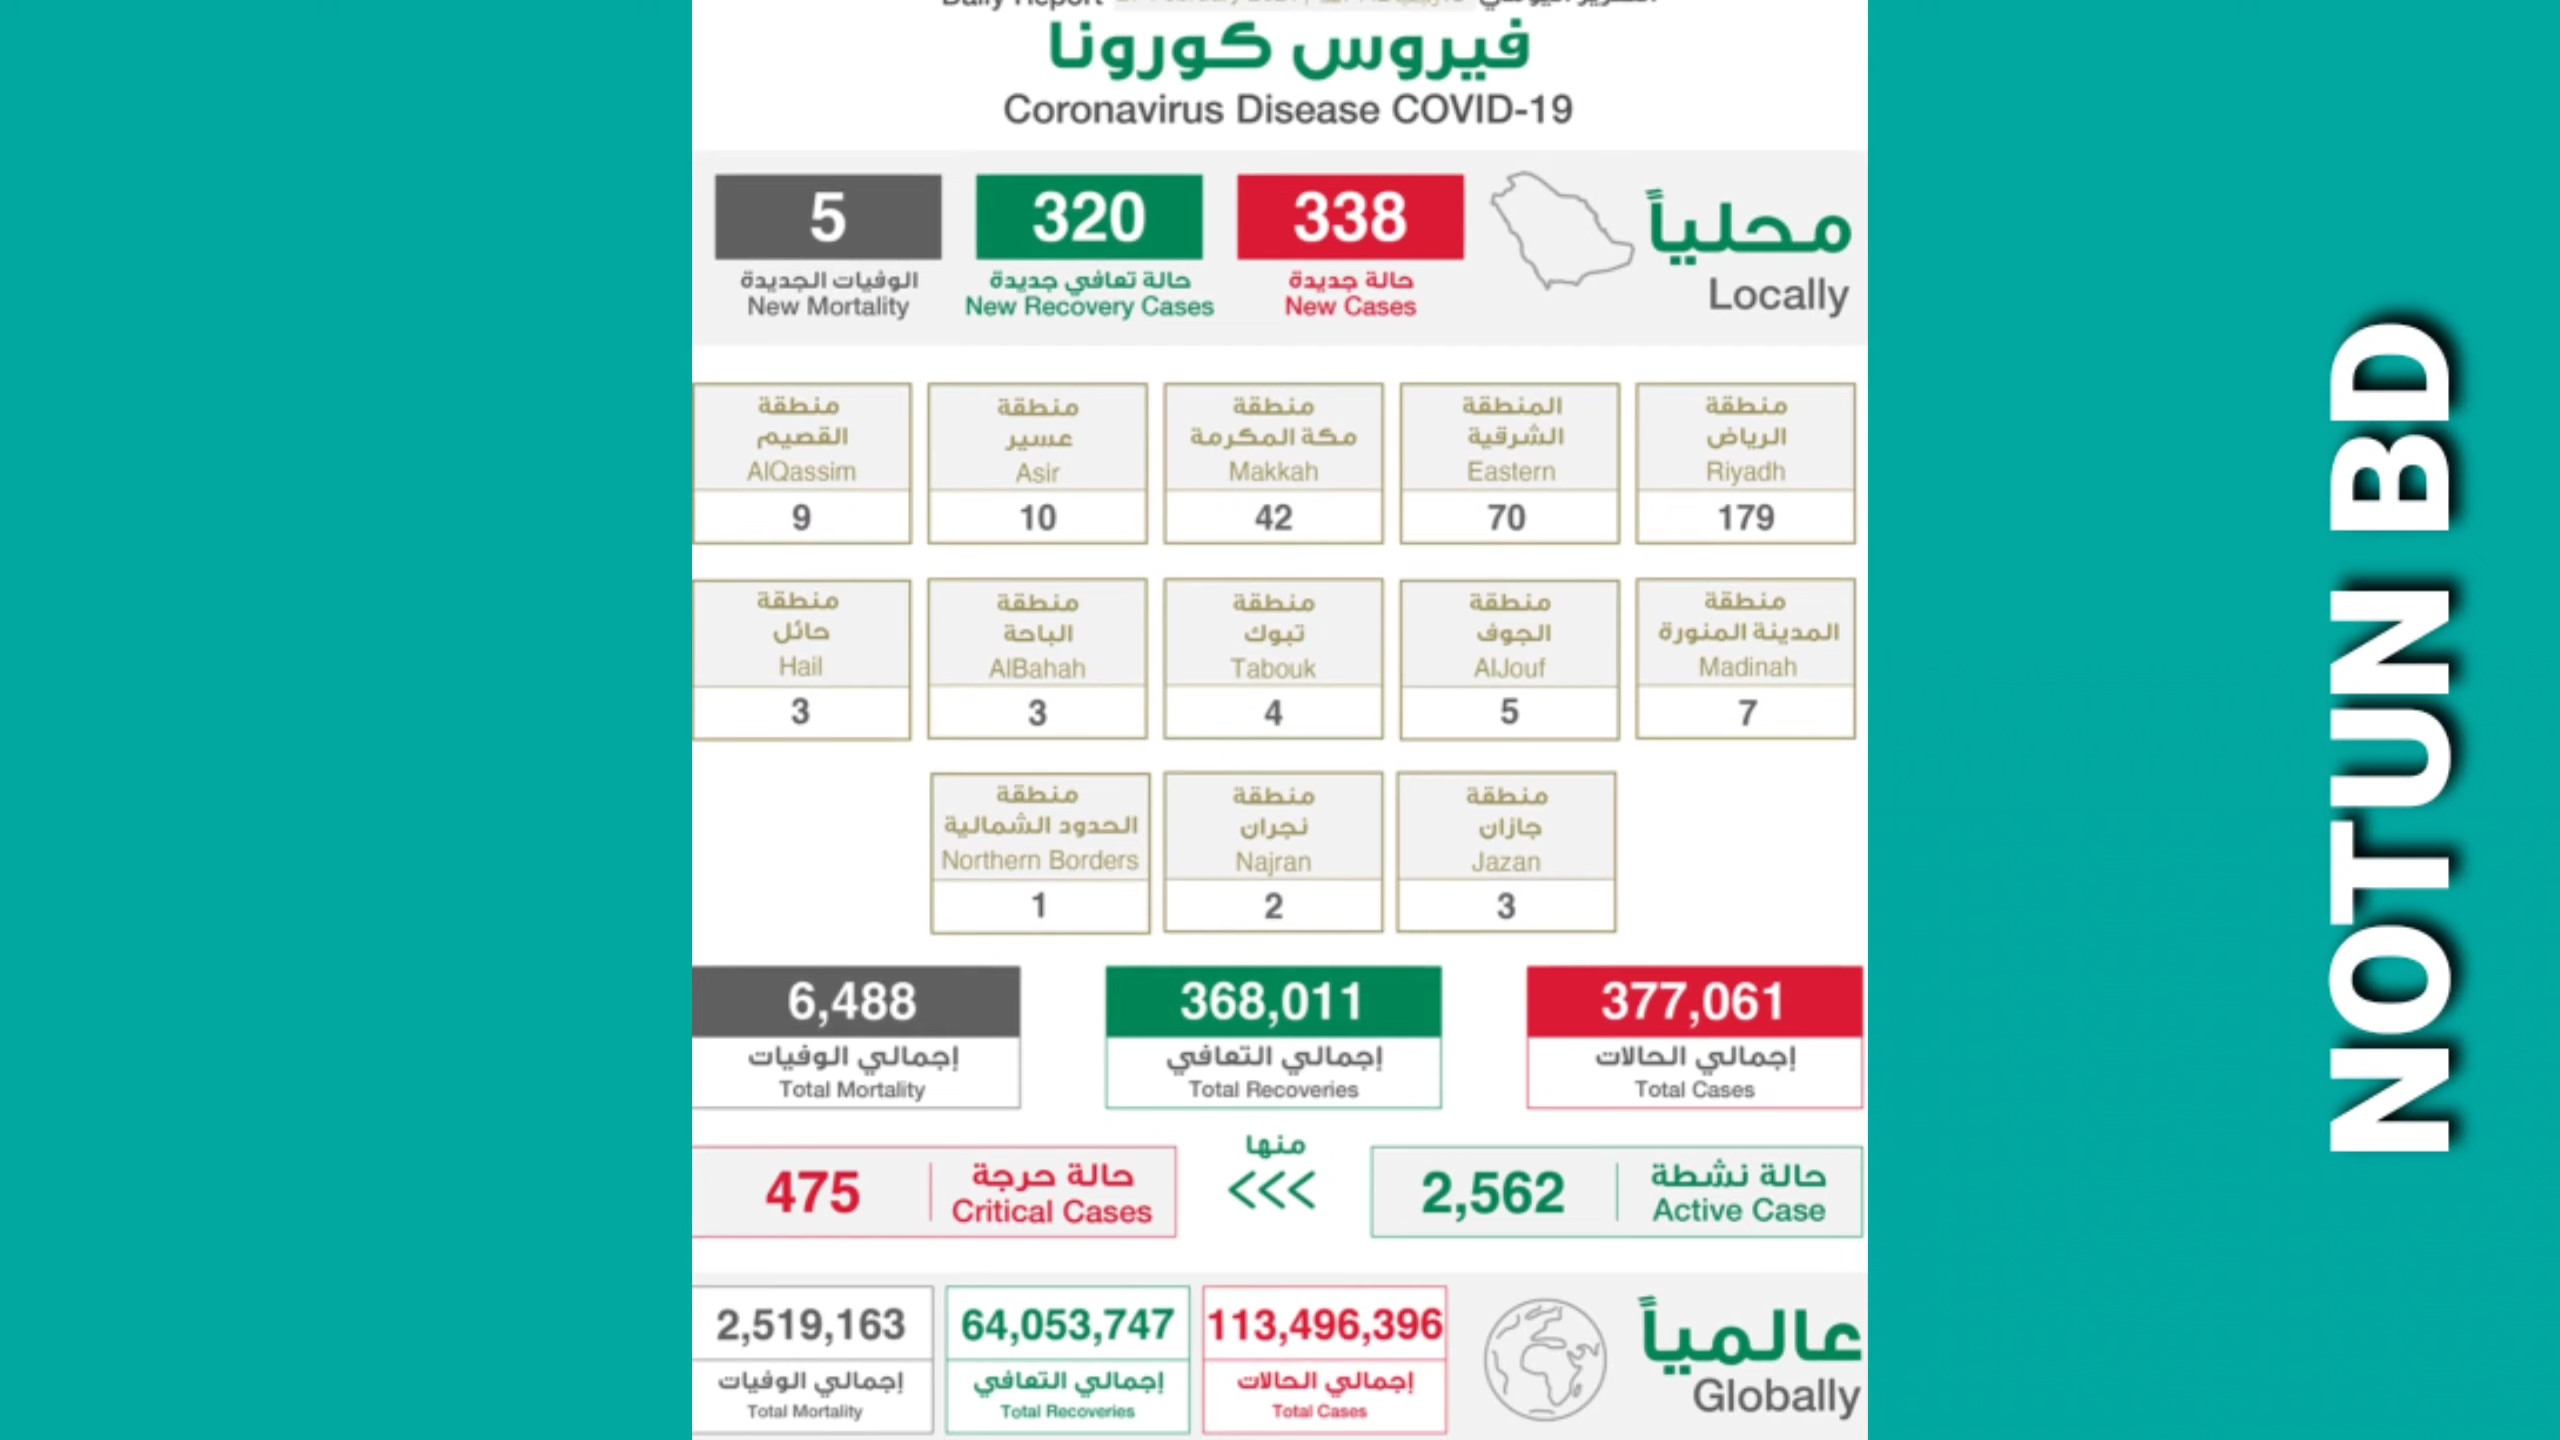 Daily Report
فيروس كورونا
Coronavirus Disease COVID-19
محلياً
Locally
338
حالة جديدة
New Cases
320
حالة تعافي جديدة
New Recovery Cases
5
الوفيات الجديدة
New Mortality
منطقة
الرياض
Riyadh
179
المنطقة
الشرقية
Eastern
70
منطقة
مكة المكرمة
Makkah
42
منطقة
عسير
Asir
10
منطقة
القصيم
AlQassim
9
منطقة
المدينة المنورة
Madinah
7
منطقة
الجوف
AlJouf
5
منطقة
تبوك
Tabouk
4
منطقة
الباحة
AlBahah
3
منطقة
حائل
Hail
3
منطقة
جازان
Jazan
3
منطقة
نجران
Najran
2
منطقة
الحدود الشمالية
Northern Borders
1
377,061
إجمالي الحالات
Total Cases
368,011
إجمالي التعافي
Total Recoveries
6,488
إجمالي الوفيات
Total Mortality
حالة نشطة
Active Case
2,562
منها
<<<
حالة حرجة
Critical Cases
475
عالمياً
Globally
113,496,396
إجمالي الحالات
Total Cases
64,053,747
إجمالي التعافي
Total Recoveries
2,519,163
إجمالي الوفيات
Total Mortality
NOTUN BD